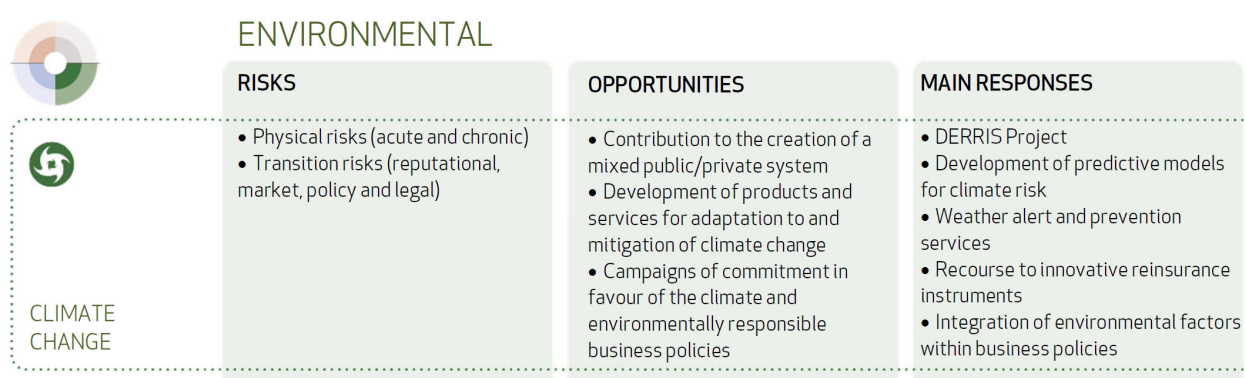 ENVIRONMENTAL
RISKS
• Physical risks (acute and chronic)
• Transition risks (reputational,
market, policy and legal)
OPPORTUNITIES
• Contribution to the creation of a
mixed public/private system
• Development of products and
services for adaptation to and
mitigation of climate change
• Campaigns of commitment in
favour of the climate and
environmentally responsible
business policies
MAIN RESPONSES
• DERRIS Project
• Development of predictive models
for climate risk
• Weather alert and prevention
services
• Recourse to innovative reinsurance
instruments
• Integration of environmental factors
within business policies
CLIMATE
CHANGE